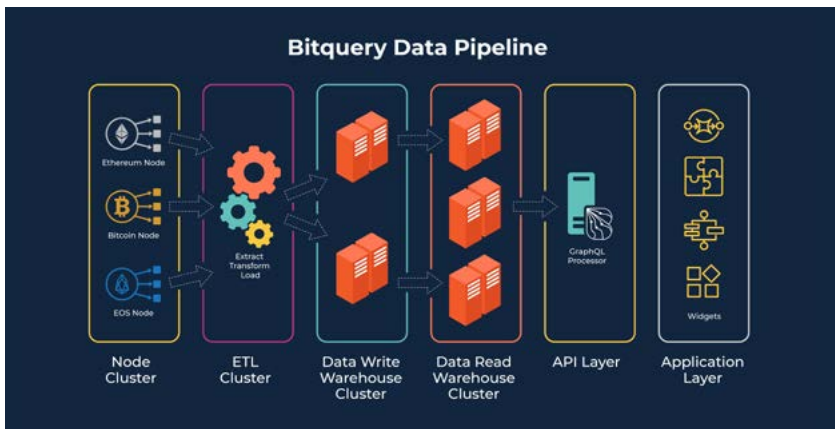 Bitquery Data Pipeline
Ethereum Node
Bitcoin Node
EOS Node
Extract
Transform
Load
GraphQL
Processor
Widgets
Node
Cluster
ETL
Cluster
Data Write
Warehouse
Cluster
Data Read
Warehouse
Cluster
API Layer
Application
Layer